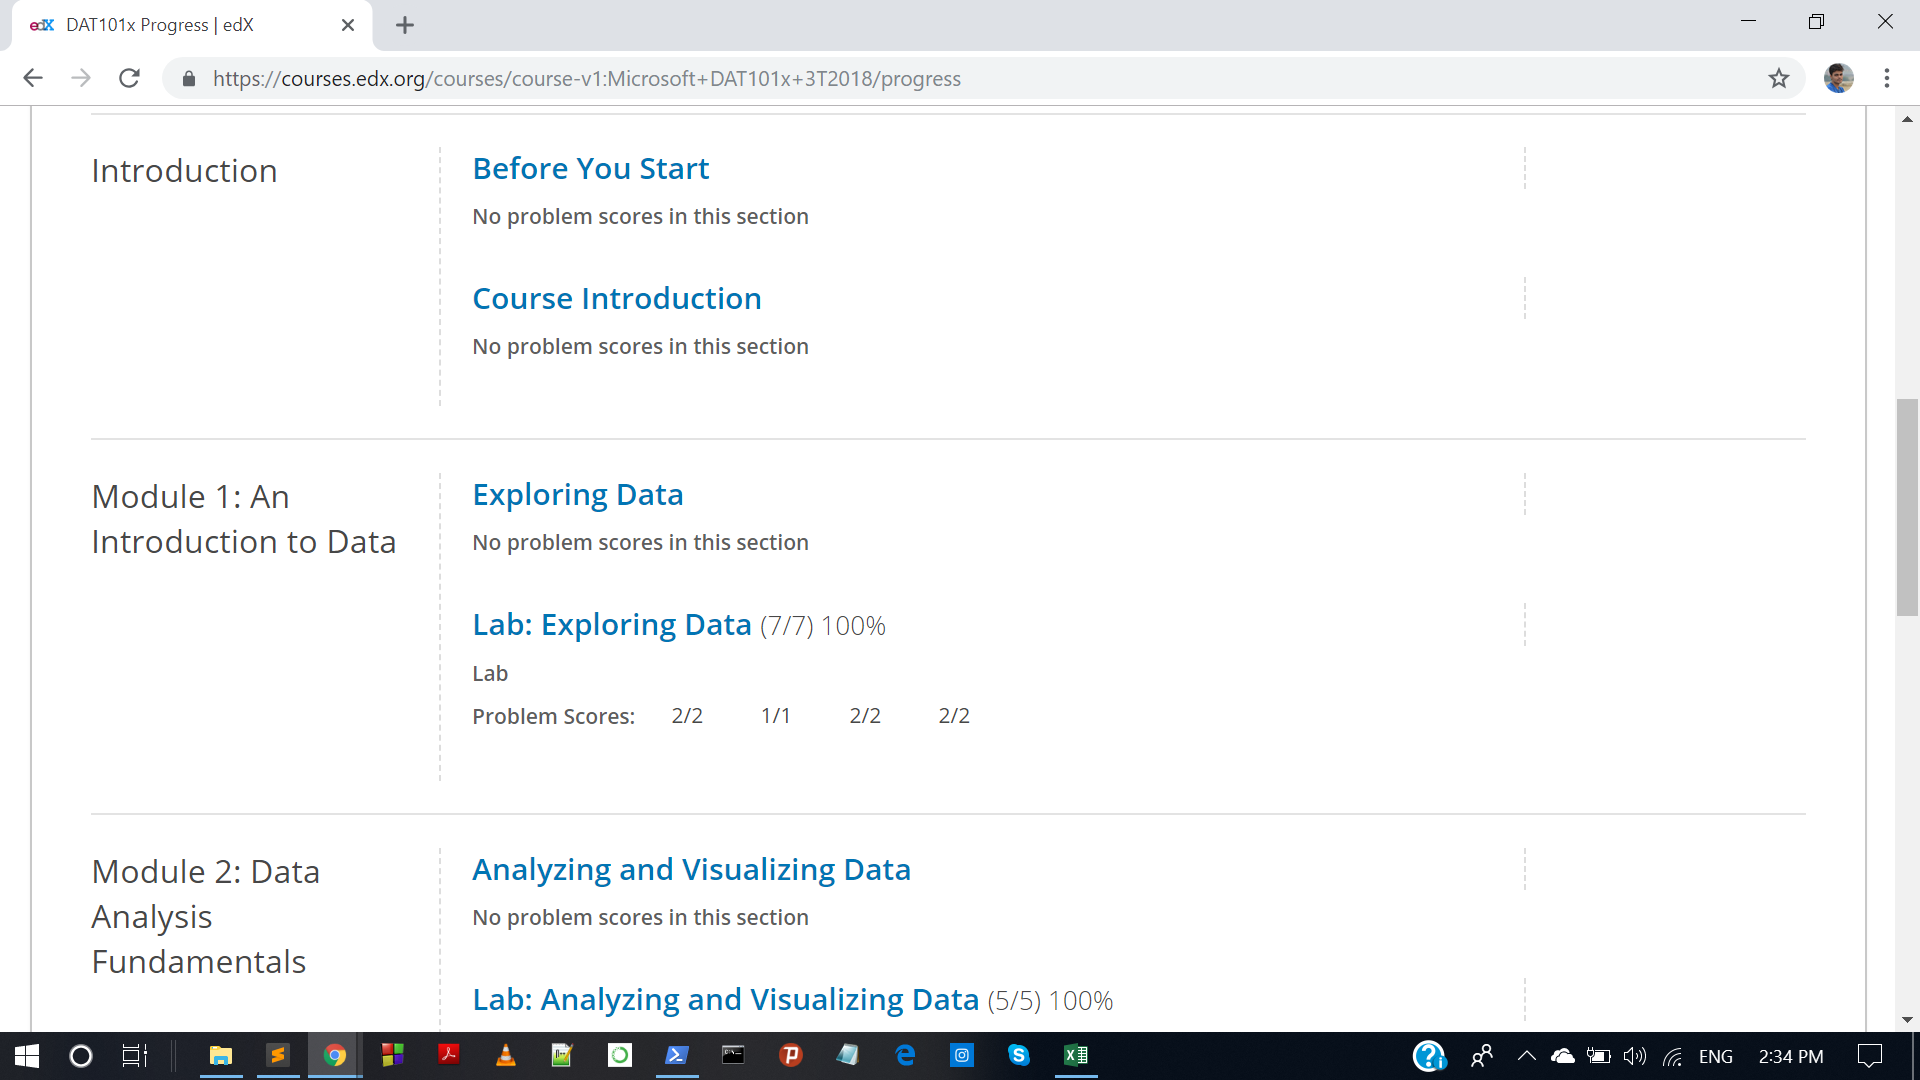 edX DAT101x Progress | edX
https://courses.edx.org/courses/course-v1:Microsoft+DAT101x+3T2018/progress
Introduction
Before You Start
No problem scores in this section
Course Introduction
No problem scores in this section
Module 1: An
Introduction to Data
Exploring Data
No problem scores in this section
Lab: Exploring Data (7/7) 100%
Lab
Problem Scores: 2/2 1/1 2/2 2/2
Module 2: Data
Analysis
Fundamentals
Analyzing and Visualizing Data
No problem scores in this section
Lab: Analyzing and Visualizing Data (5/5) 100%
ENG 2:34 PM